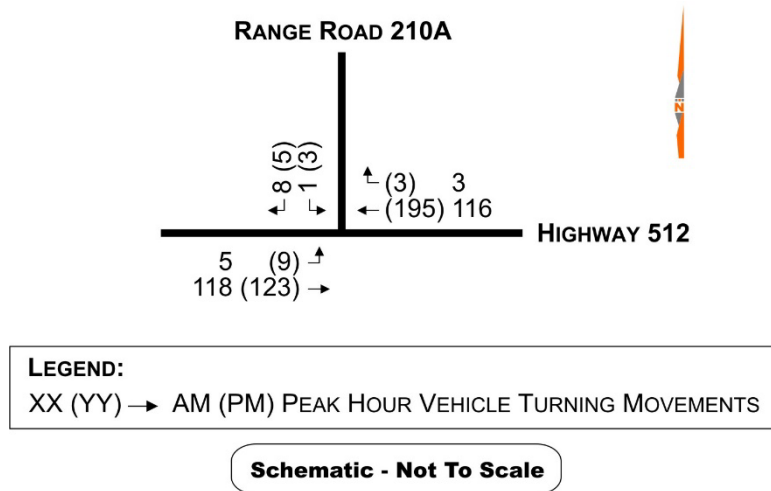 RANGE ROAD 210A
N
8 (5)
1 (3)
(3) 3
(195) 116
HIGHWAY 512
5 (9)
118 (123)
LEGEND:
XX (YY) → AM (PM) PEAK HOUR VEHICLE TURNING MOVEMENTS
Schematic - Not To Scale